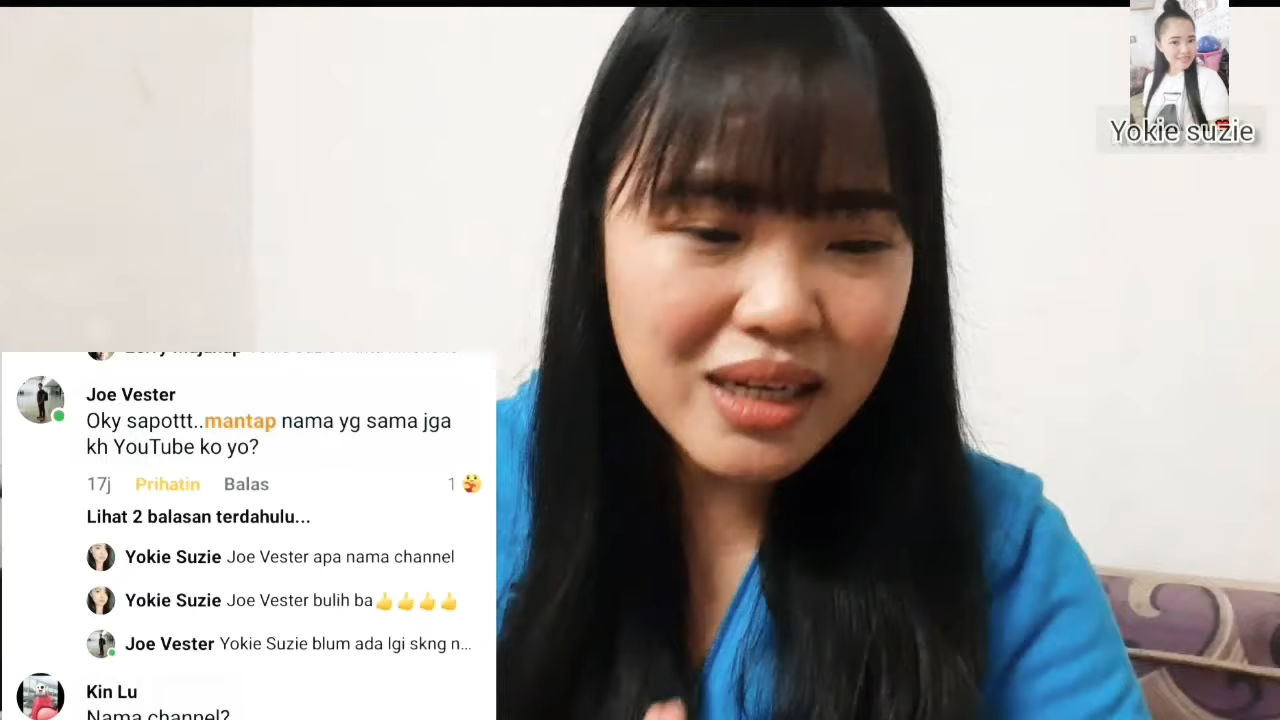 Yokie suzie
Joe Vester
Oky sapottt..mantap nama yg sama jga
kh YouTube ko yo?
17j Prihatin Balas 1
Lihat 2 balasan terdahulu...
Yokie Suzie Joe Vester apa nama channel
Yokie Suzie Joe Vester bulih ba👍👍👍👍
Joe Vester Yokie Suzie blum ada lgi skng n...
Kin Lu
Nama channel?